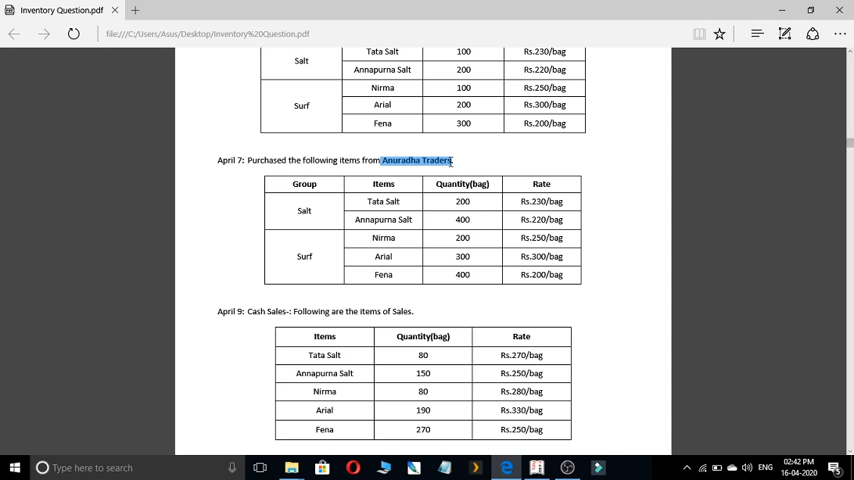 Inventory Question.pdf
file:///C:/Users/Asus/Desktop/Inventory%20Question.pdf
Salt Tata Salt 100 Rs.230/bag
Annapurna Salt 200 Rs.220/bag
Surf Nirma 100 Rs.250/bag
Arial 200 Rs.300/bag
Fena 300 Rs.200/bag
April 7: Purchased the following items from Anuradha Traders.
Group Items Quantity(bag) Rate
Salt Tata Salt 200 Rs.230/bag
Annapurna Salt 400 Rs.220/bag
Surf Nirma 200 Rs.250/bag
Arial 300 Rs.300/bag
Fena 400 Rs.200/bag
April 9: Cash Sales-: Following are the items of Sales.
Items Quantity(bag) Rate
Tata Salt 80 Rs.270/bag
Annapurna Salt 150 Rs.250/bag
Nirma 80 Rs.280/bag
Arial 190 Rs.330/bag
Fena 270 Rs.250/bag
Type here to search
ENG
02:42 PM
16-04-2020